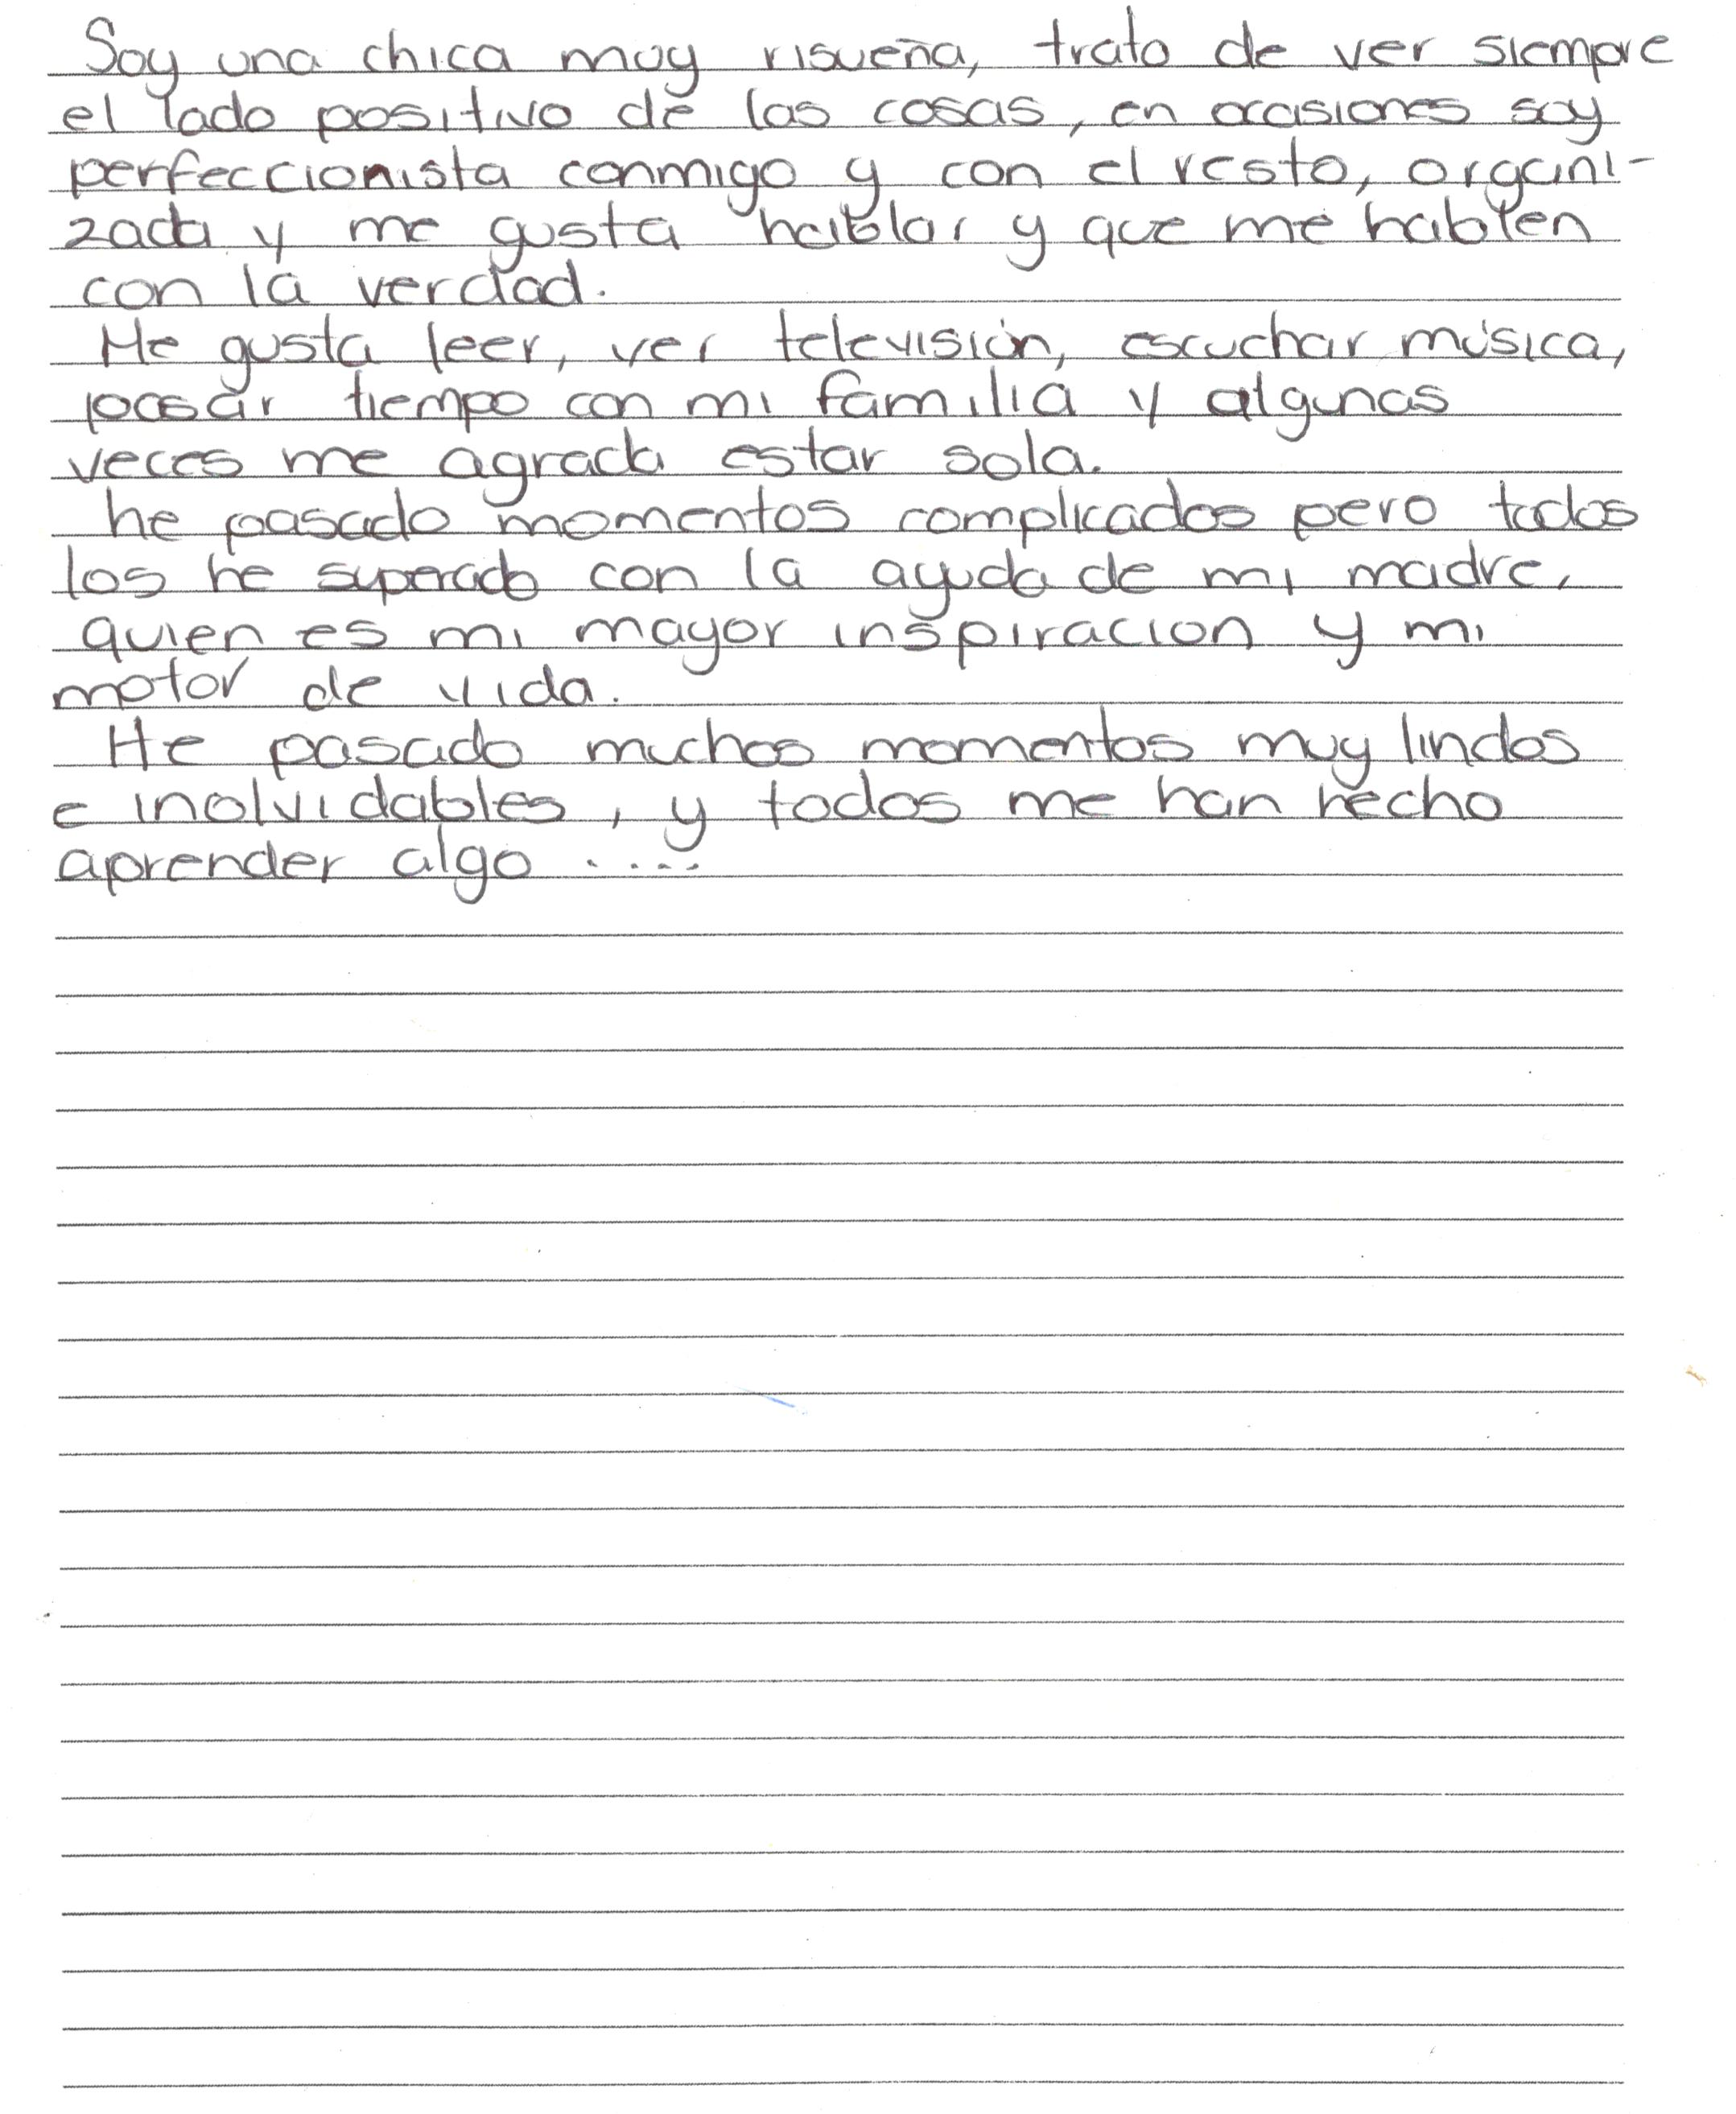 Soy una chica muy risueña, trato de ver siempre
el lado positivo de las cosas, en occasiones soy
perfeccionista conmigo y con el resto, organi-
zada y me gusta hablar y que me hablen
con la verdad.
Me gusta leer, ver televisión, escuchar música,
pasar tiempo con mi familia y algunas
veces me agrada estar sola.
he pasado momentos complicados pero todos
los he superado con la ayuda de mi madre,
quien es mi mayor inspiracion y mi
motor de vida.
He pasado muchos momentos muy lindos
e inolvidables, y todos me han hecho
aprender algo .....